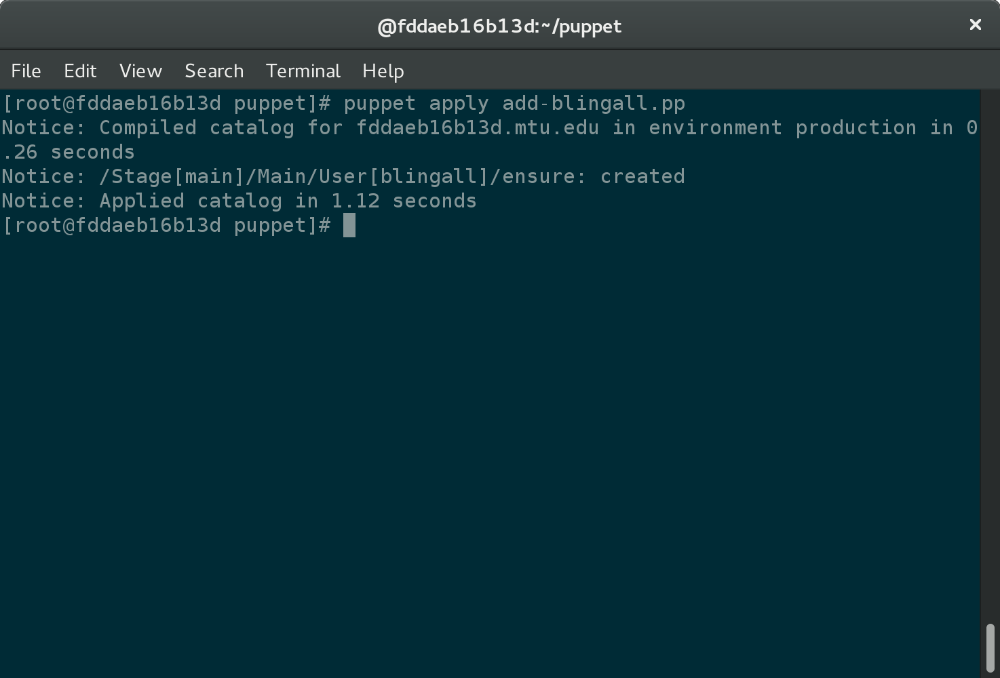 @fddaeb16b13d:~/puppet
File Edit View Search Terminal Help
[root@fddaeb16b13d puppet]# puppet apply add-blingall.pp
Notice: Compiled catalog for fddaeb16b13d.mtu.edu in environment production in 0
.26 seconds
Notice: /Stage[main]/Main/User[blingall]/ensure: created
Notice: Applied catalog in 1.12 seconds
[root@fddaeb16b13d puppet]#